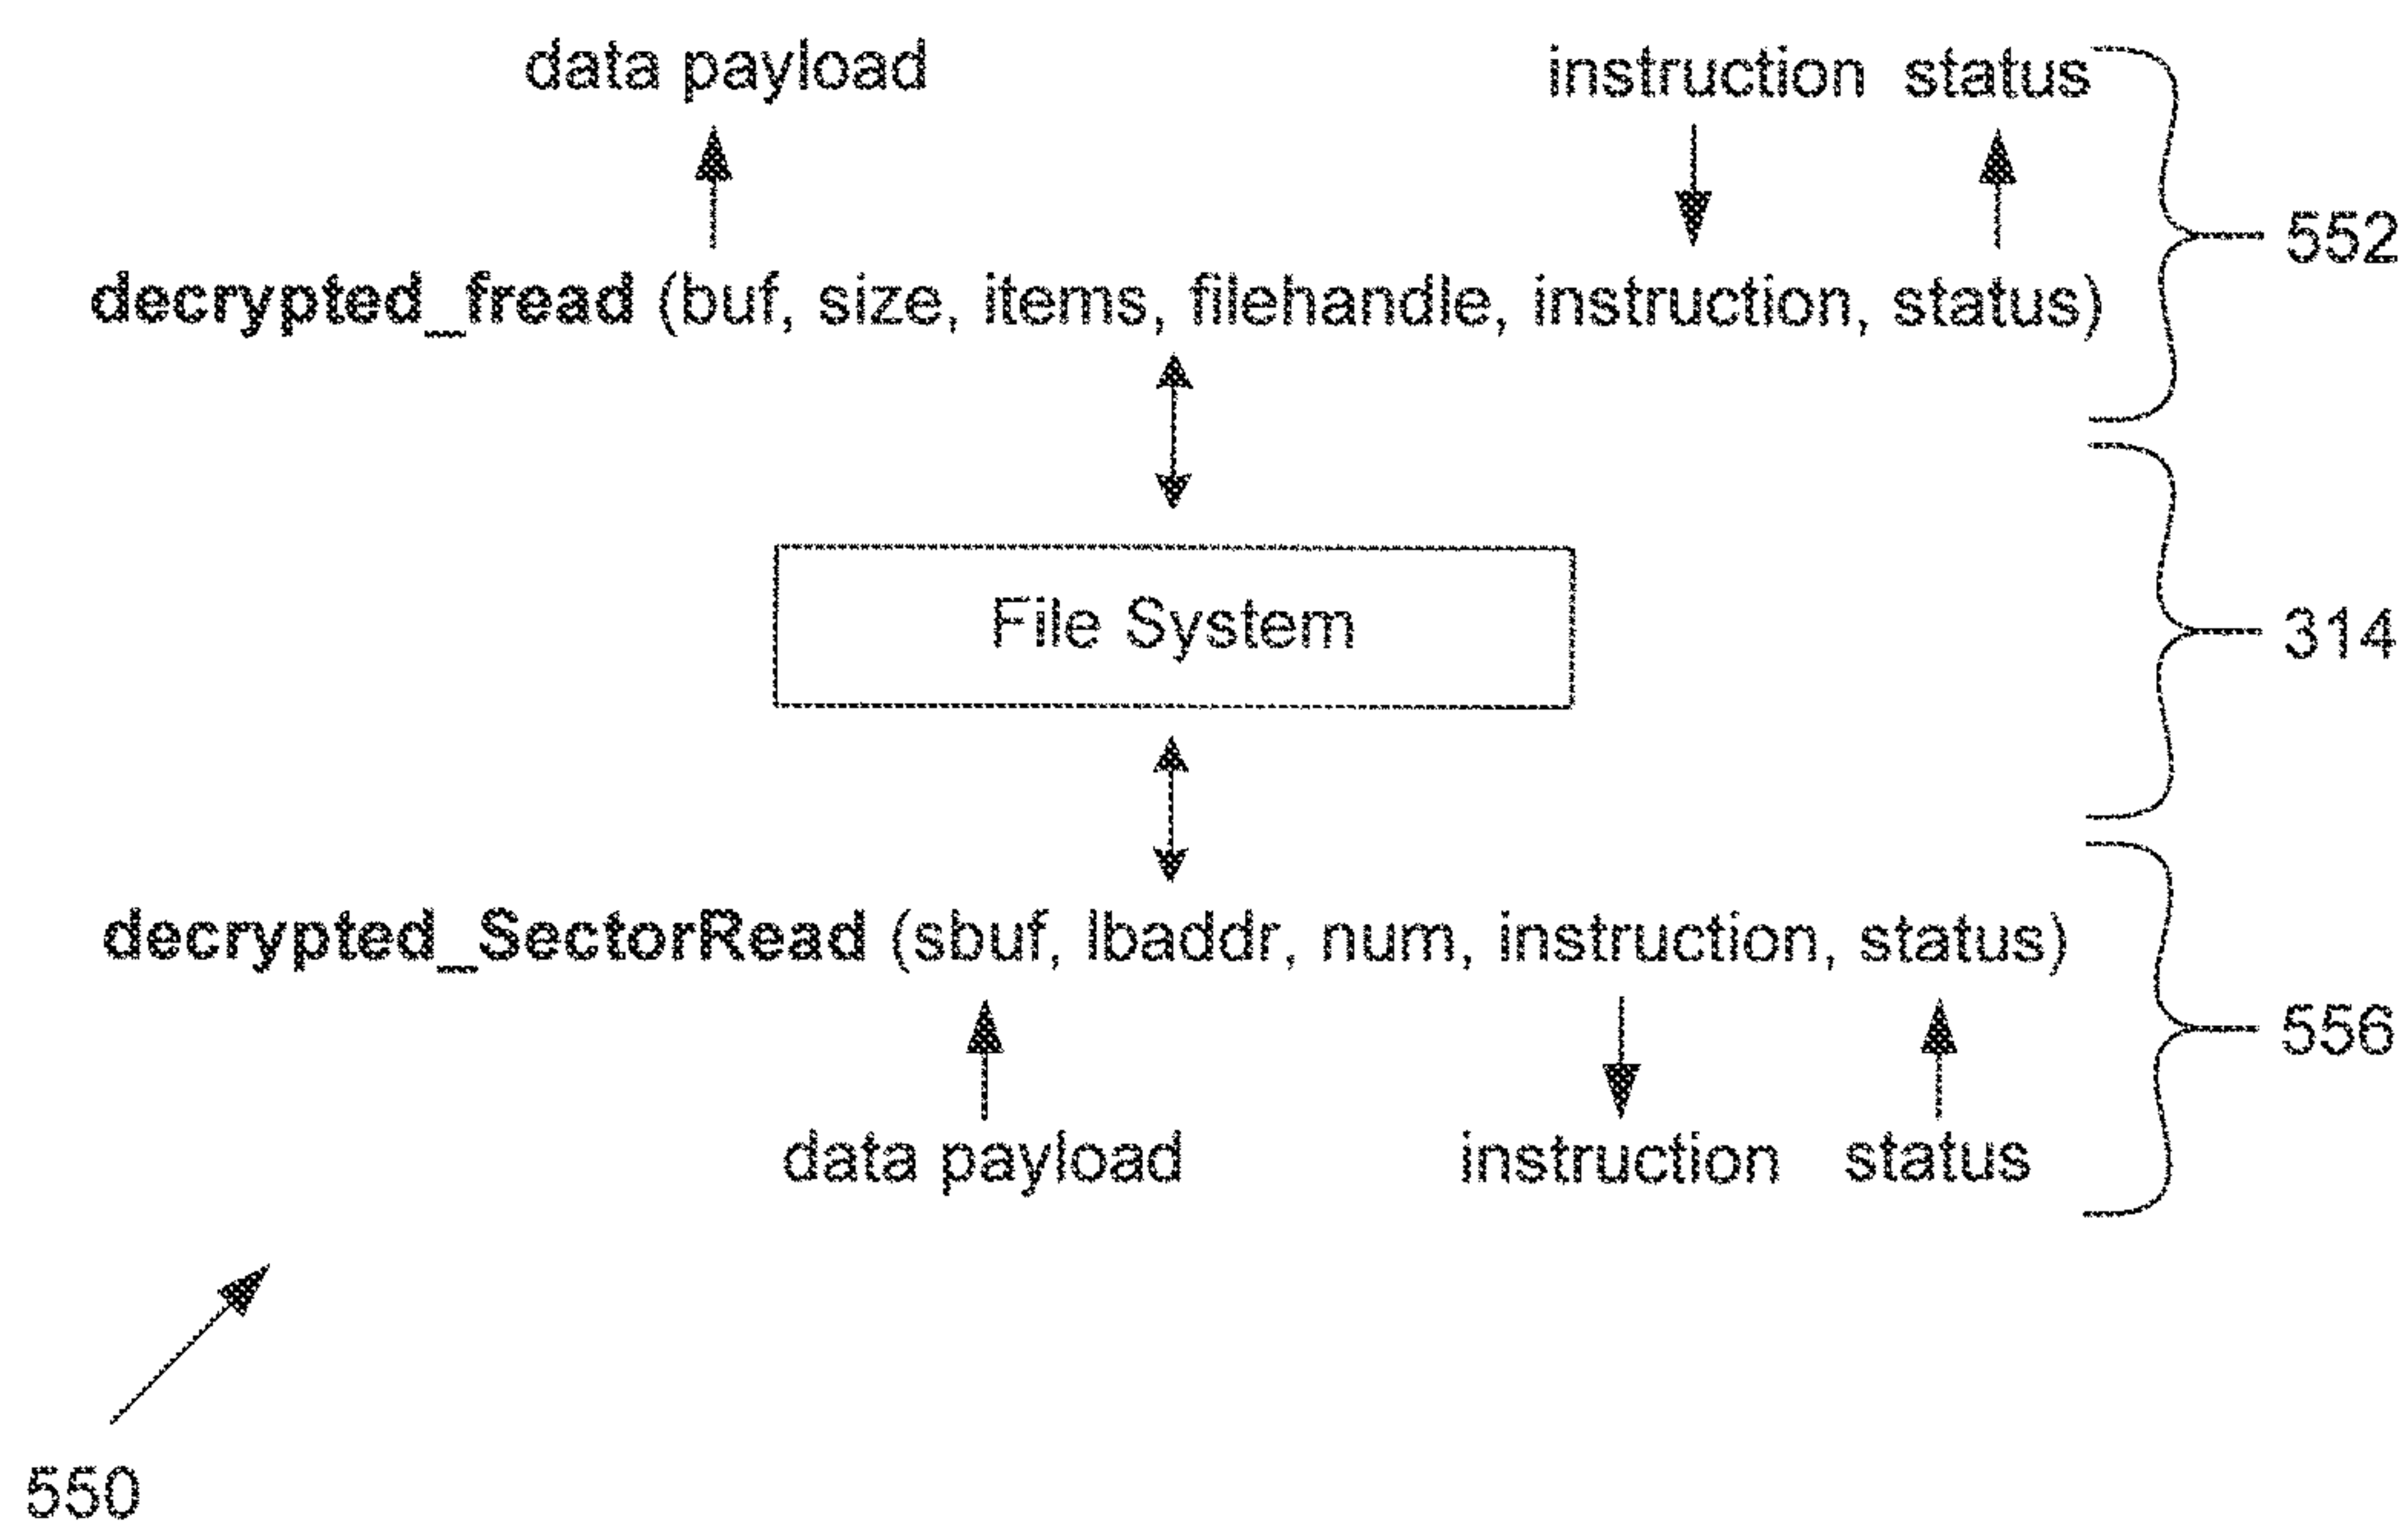 data payload instruction status
552
decrypted_fread (buf, size, items, filehandle, instruction, status)
File System
314
decrypted_SectorRead (sbuf, lbaddr, num, instruction, status)
556
data payload instruction status
550